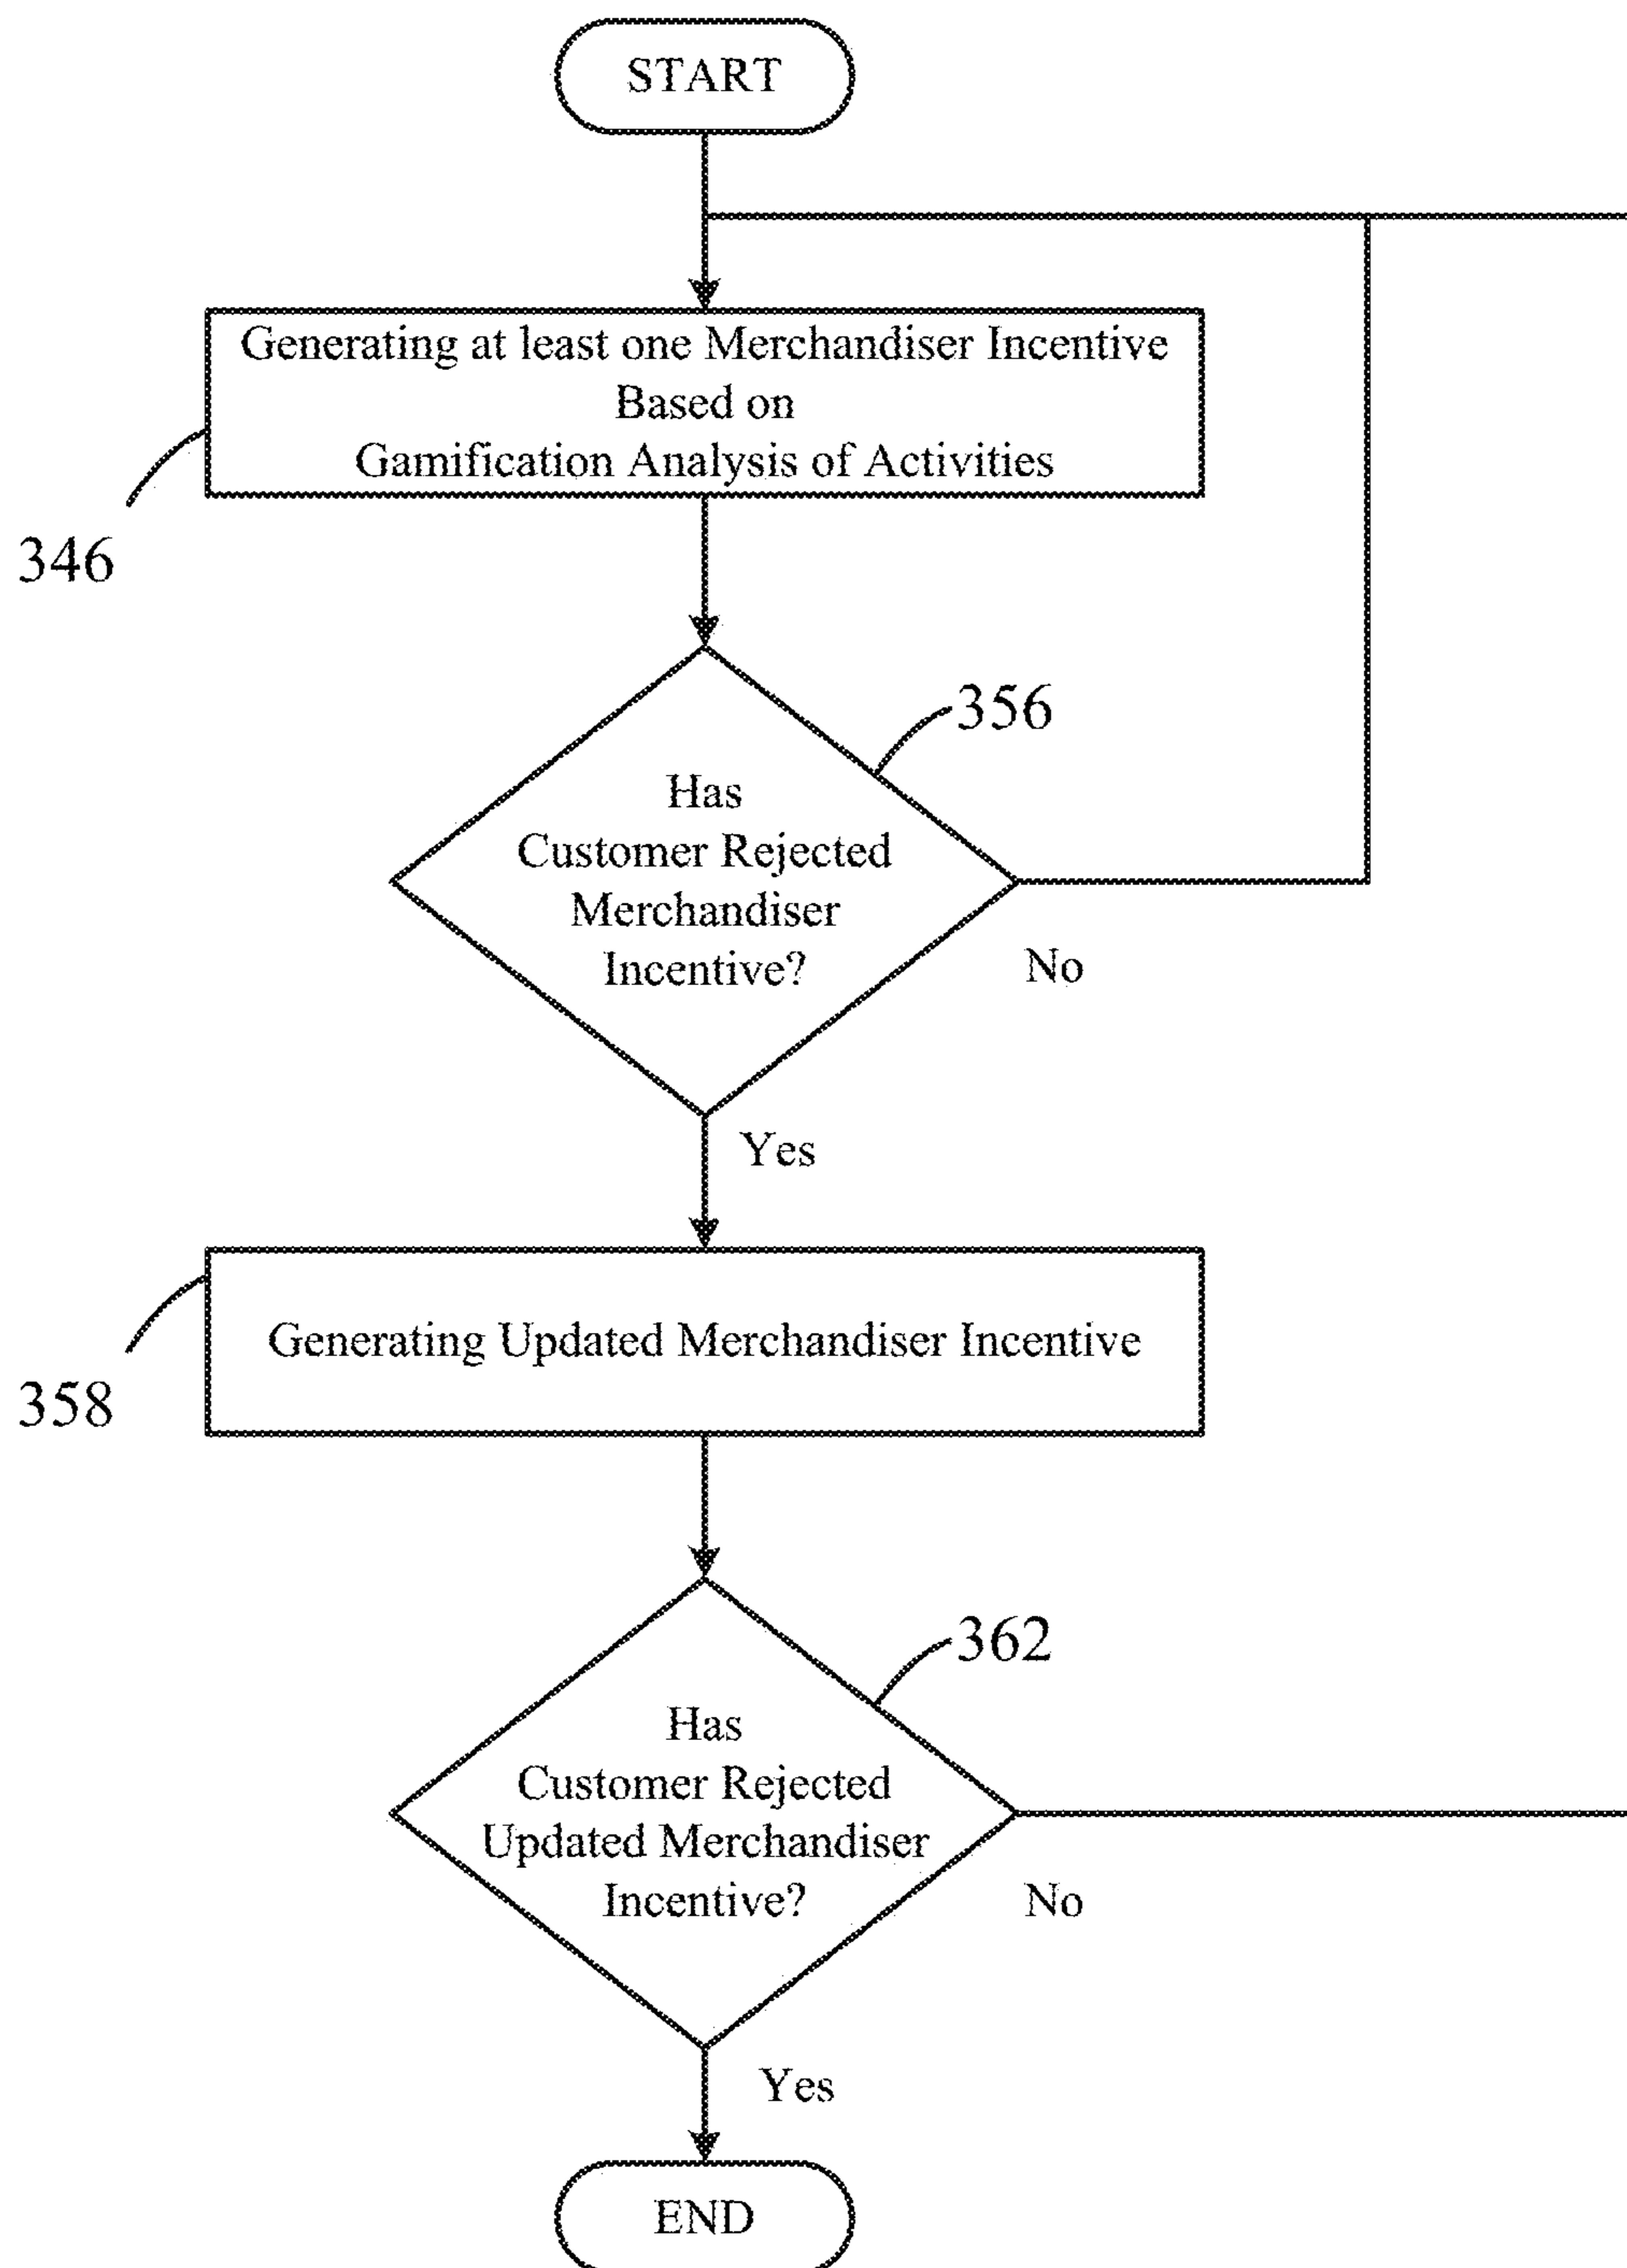 START
Generating at least one Merchandiser Incentive
Based on
Gamification Analysis of Activities
346
356
Has
Customer Rejected
Merchandiser
Incentive?
No
Yes
Generating Updated Merchandiser Incentive
358
362
Has
Customer Rejected
Updated Merchandiser
Incentive?
No
Yes
END